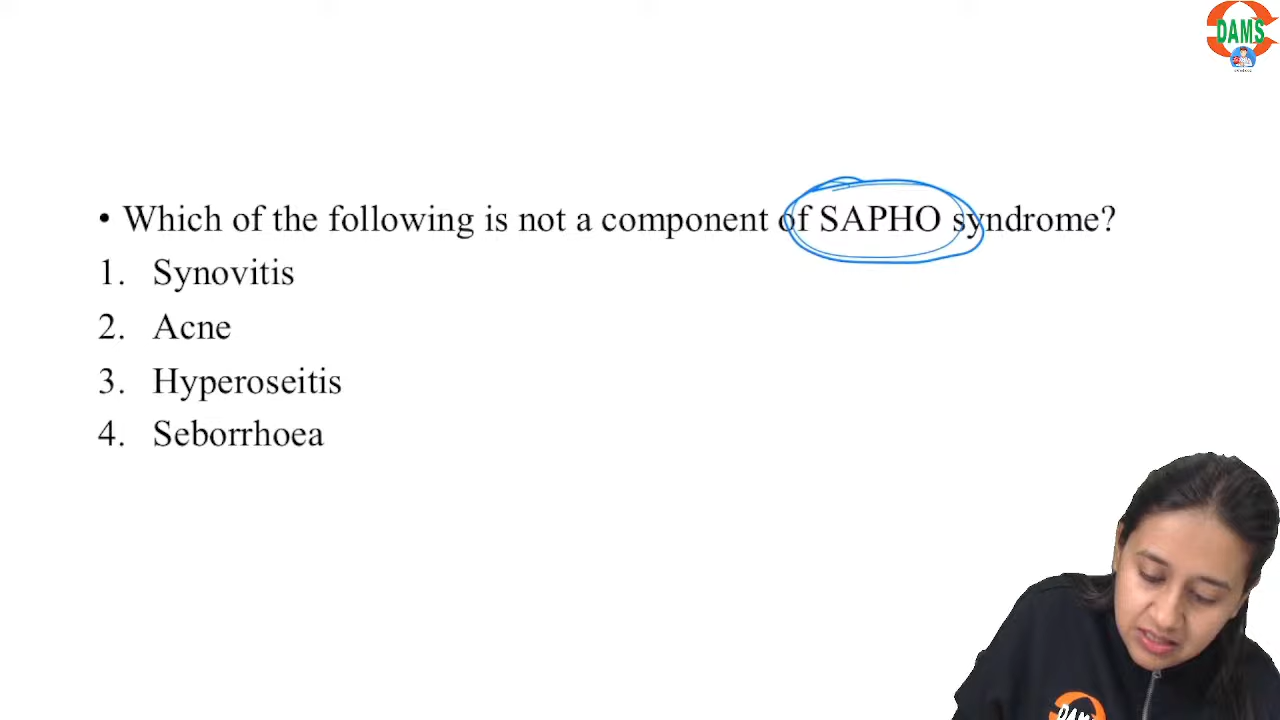 DAMS
• Which of the following is not a component of SAPHO syndrome?
1. Synovitis
2. Acne
3. Hyperoseitis
4. Seborrhoea
DAMS